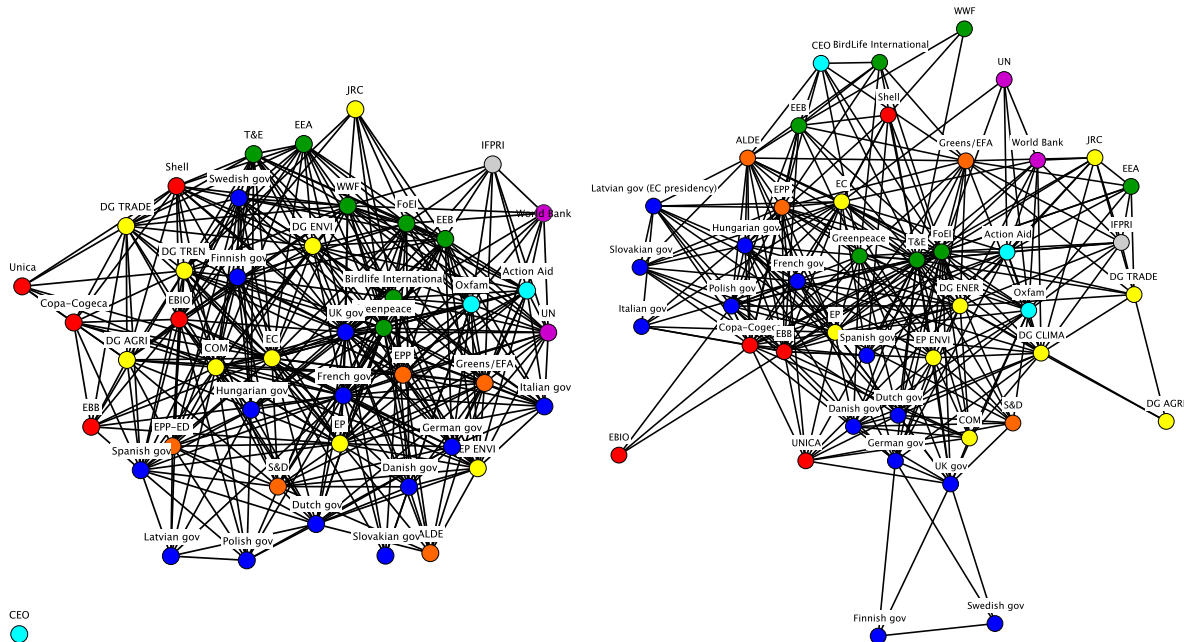 JRC
EEA
T&E
IFPRI
Shell
Swedish gov
WWF
FoEI
World Bank
DG TRADE
EEB
DG ENVI
DG TREN
Finnish gov
Unica
Birdlife International
Action Aid
Oxfam
Copa-Cogeca
EBIO
UK gov
eenpeace
UN
DG AGRI
COM
EC
EPP
Greens/EFA
French gov
Hungarian gov
Italian gov
EBB
EPP-ED
EP
German gov
Spanish gov
EP ENVI
S&D
Danish gov
Dutch gov
Latvian gov
Polish gov
Slovakian gov
ALDE
CEO
WWF
CEO
BirdLife International
UN
Shell
EEB
ALDE
Greens/EFA
World Bank
JRC
EEA
Latvian gov (EC presidency)
EPP
EC
Hungarian gov
Greenpeace
T&E
FoEI
Action Aid
IFPRI
Slovakian gov
French gov
DG TRADE
Polish gov
DG ENER
Oxfam
Italian gov
Copa-Cogeca
EBB
EP
Spanish gov
EP ENVI
DG CLIMA
Danish gov
Dutch gov
S&D
DG AGRI
COM
EBIO
UNICA
German gov
UK gov
Finnish gov
Swedish gov